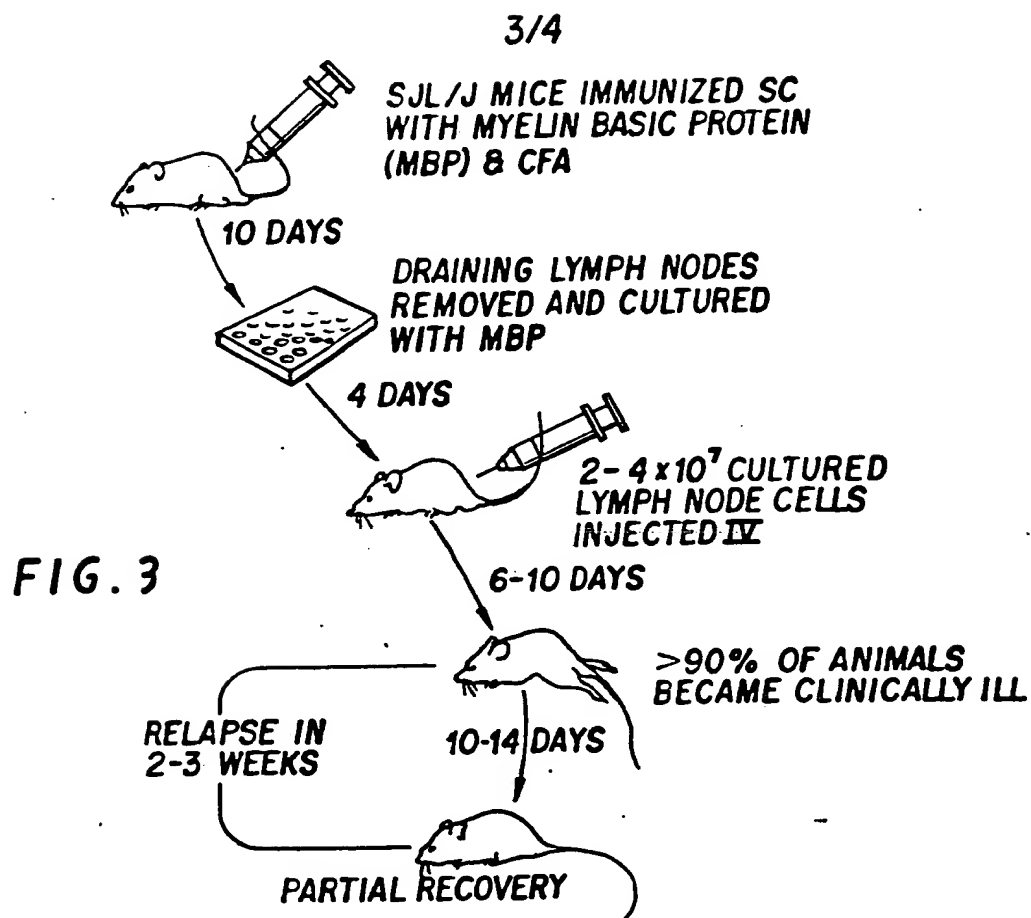 3/4
SJL/J MICE IMMUNIZED SC
WITH MYELIN BASIC PROTEIN
(MBP) & CFA
10 DAYS
DRAINING LYMPH NODES
REMOVED AND CULTURED
WITH MBP
4 DAYS
2-4 x 10⁷ CULTURED
LYMPH NODE CELLS
INJECTED IV
FIG. 3
6-10 DAYS
>90% OF ANIMALS
BECAME CLINICALLY ILL
RELAPSE IN
2-3 WEEKS
10-14 DAYS
PARTIAL RECOVERY